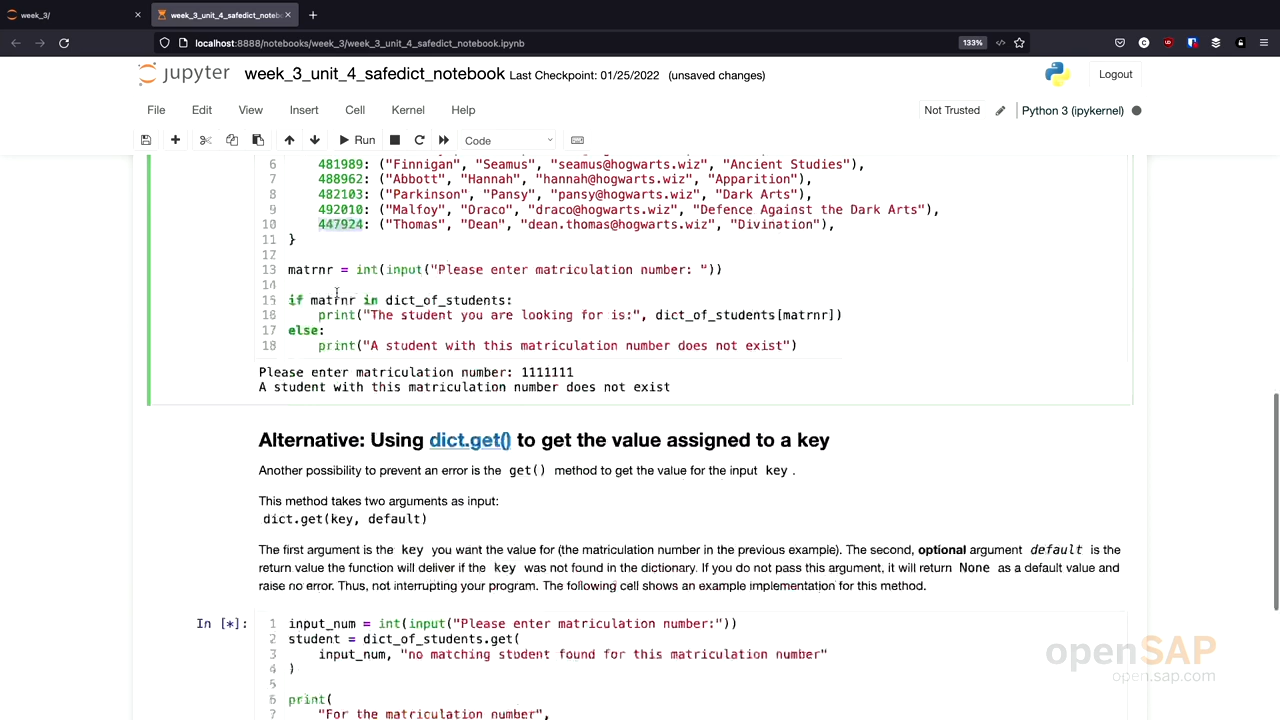 week_3/
week_3_unit_4_safedict_noteb
localhost:8888/notebooks/week_3/week_3_unit_4_safedict_notebook.ipynb
133%
jupyter week_3_unit_4_safedict_notebook Last Checkpoint: 01/25/2022 (unsaved changes)
Logout
File Edit View Insert Cell Kernel Help
Not Trusted
Python 3 (ipykernel)
Run
Code
6 481989: ("Finnigan", "Seamus", "seamus@hogwarts.wiz", "Ancient Studies"),
7 488962: ("Abbott", "Hannah", "hannah@hogwarts.wiz", "Apparition"),
8 482103: ("Parkinson", "Pansy", "pansy@hogwarts.wiz", "Dark Arts"),
9 492010: ("Malfoy", "Draco", "draco@hogwarts.wiz", "Defence Against the Dark Arts"),
10 447924: ("Thomas", "Dean", "dean.thomas@hogwarts.wiz", "Divination"),
11 }
12
13 matrnr = int(input("Please enter matriculation number: "))
14
15 if matrnr in dict_of_students:
16 print("The student you are looking for is:", dict_of_students[matrnr])
17 else:
18 print("A student with this matriculation number does not exist")
Please enter matriculation number: 1111111
A student with this matriculation number does not exist
Alternative: Using dict.get() to get the value assigned to a key
Another possibility to prevent an error is the get() method to get the value for the input key .
This method takes two arguments as input:
dict.get(key, default)
The first argument is the key you want the value for (the matriculation number in the previous example). The second, optional argument default is the
return value the function will deliver if the key was not found in the dictionary. If you do not pass this argument, it will return None as a default value and
raise no error. Thus, not interrupting your program. The following cell shows an example implementation for this method.
In [*]:
1 input_num = int(input("Please enter matriculation number:"))
2 student = dict_of_students.get(
3 input_num, "no matching student found for this matriculation number"
4 )
5
6 print(
7 "For the matriculation number",
openSAP
open.sap.com